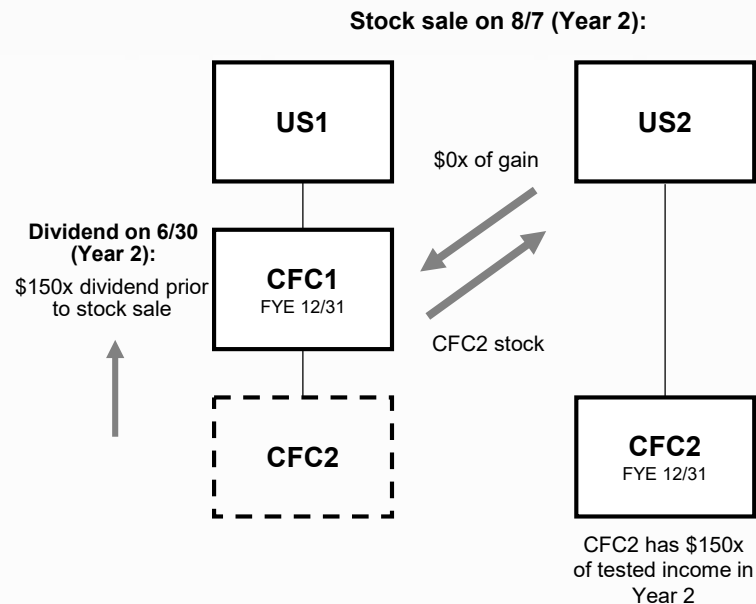 Stock sale on 8/7 (Year 2):
US1
US2
$0x of gain
Dividend on 6/30
(Year 2):
$150x dividend prior
to stock sale
CFC1
FYE 12/31
CFC2 stock
CFC2
CFC2
FYE 12/31
CFC2 has $150x
of tested income in
Year 2